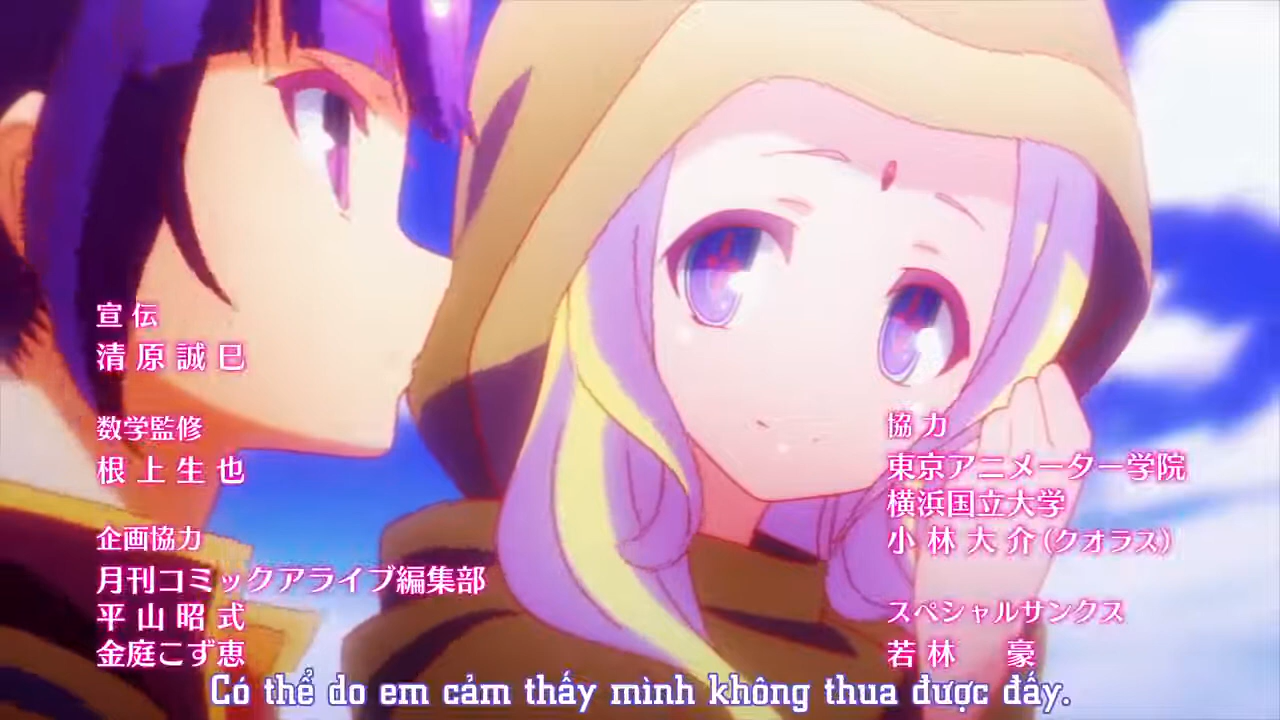 宣伝
清原誠巳
数学監修
根上生也
企画協力
月刊コミックアライブ編集部
平山昭式
金庭こず恵
協力
東京アニメーター学院
横浜国立大学
小林大介(クオラス)
スペシャルサンクス
若林 豪
Có thể do em cảm thấy mình không thua được đấy.